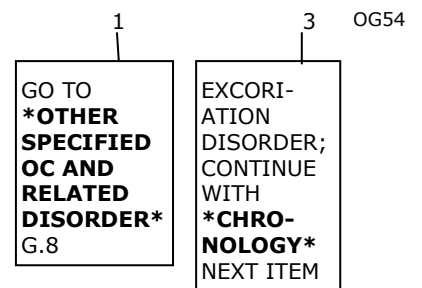 1 3 OG54
GO TO
*OTHER
SPECIFIED
OC AND
RELATED
DISORDER*
G.8
EXCORI-
ATION
DISORDER;
CONTINUE
WITH
*CHRO-
NOLOGY*
NEXT ITEM